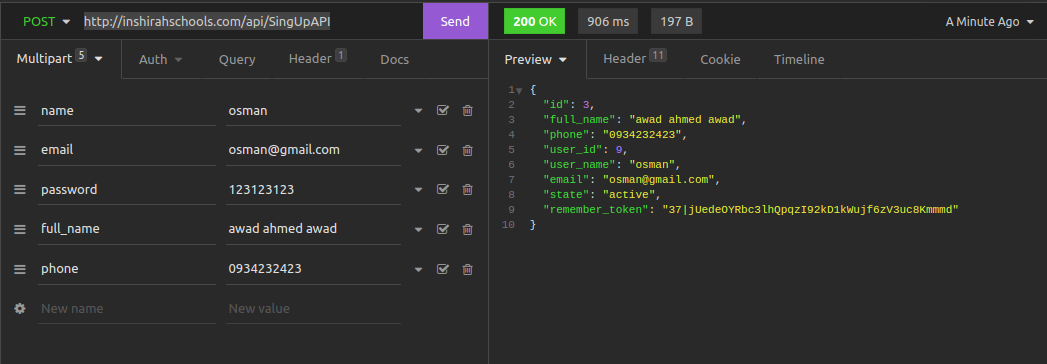 POST http://inshirahschools.com/api/SingUpAPI Send 200 OK 906 ms 197 B A Minute Ago
Multipart 5 Auth Query Header 1 Docs
Preview Header 11 Cookie Timeline
name osman
email osman@gmail.com
password 123123123
full_name awad ahmed awad
phone 0934232423
New name New value
1 {
2 "id": 3,
3 "full_name": "awad ahmed awad",
4 "phone": "0934232423",
5 "user_id": 9,
6 "user_name": "osman",
7 "email": "osman@gmail.com",
8 "state": "active",
9 "remember_token": "37|jUedeOYRbc3lhQpqzI92kD1kWujf6zV3uc8Kmmmd"
10 }